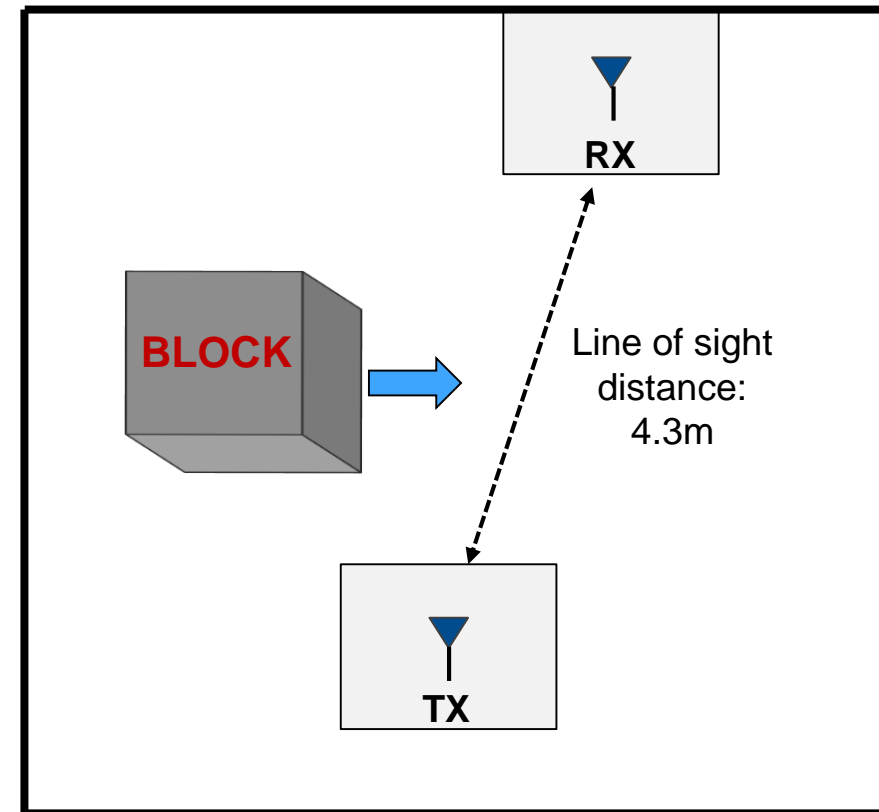 RX
BLOCK
Line of sight
distance:
4.3m
TX